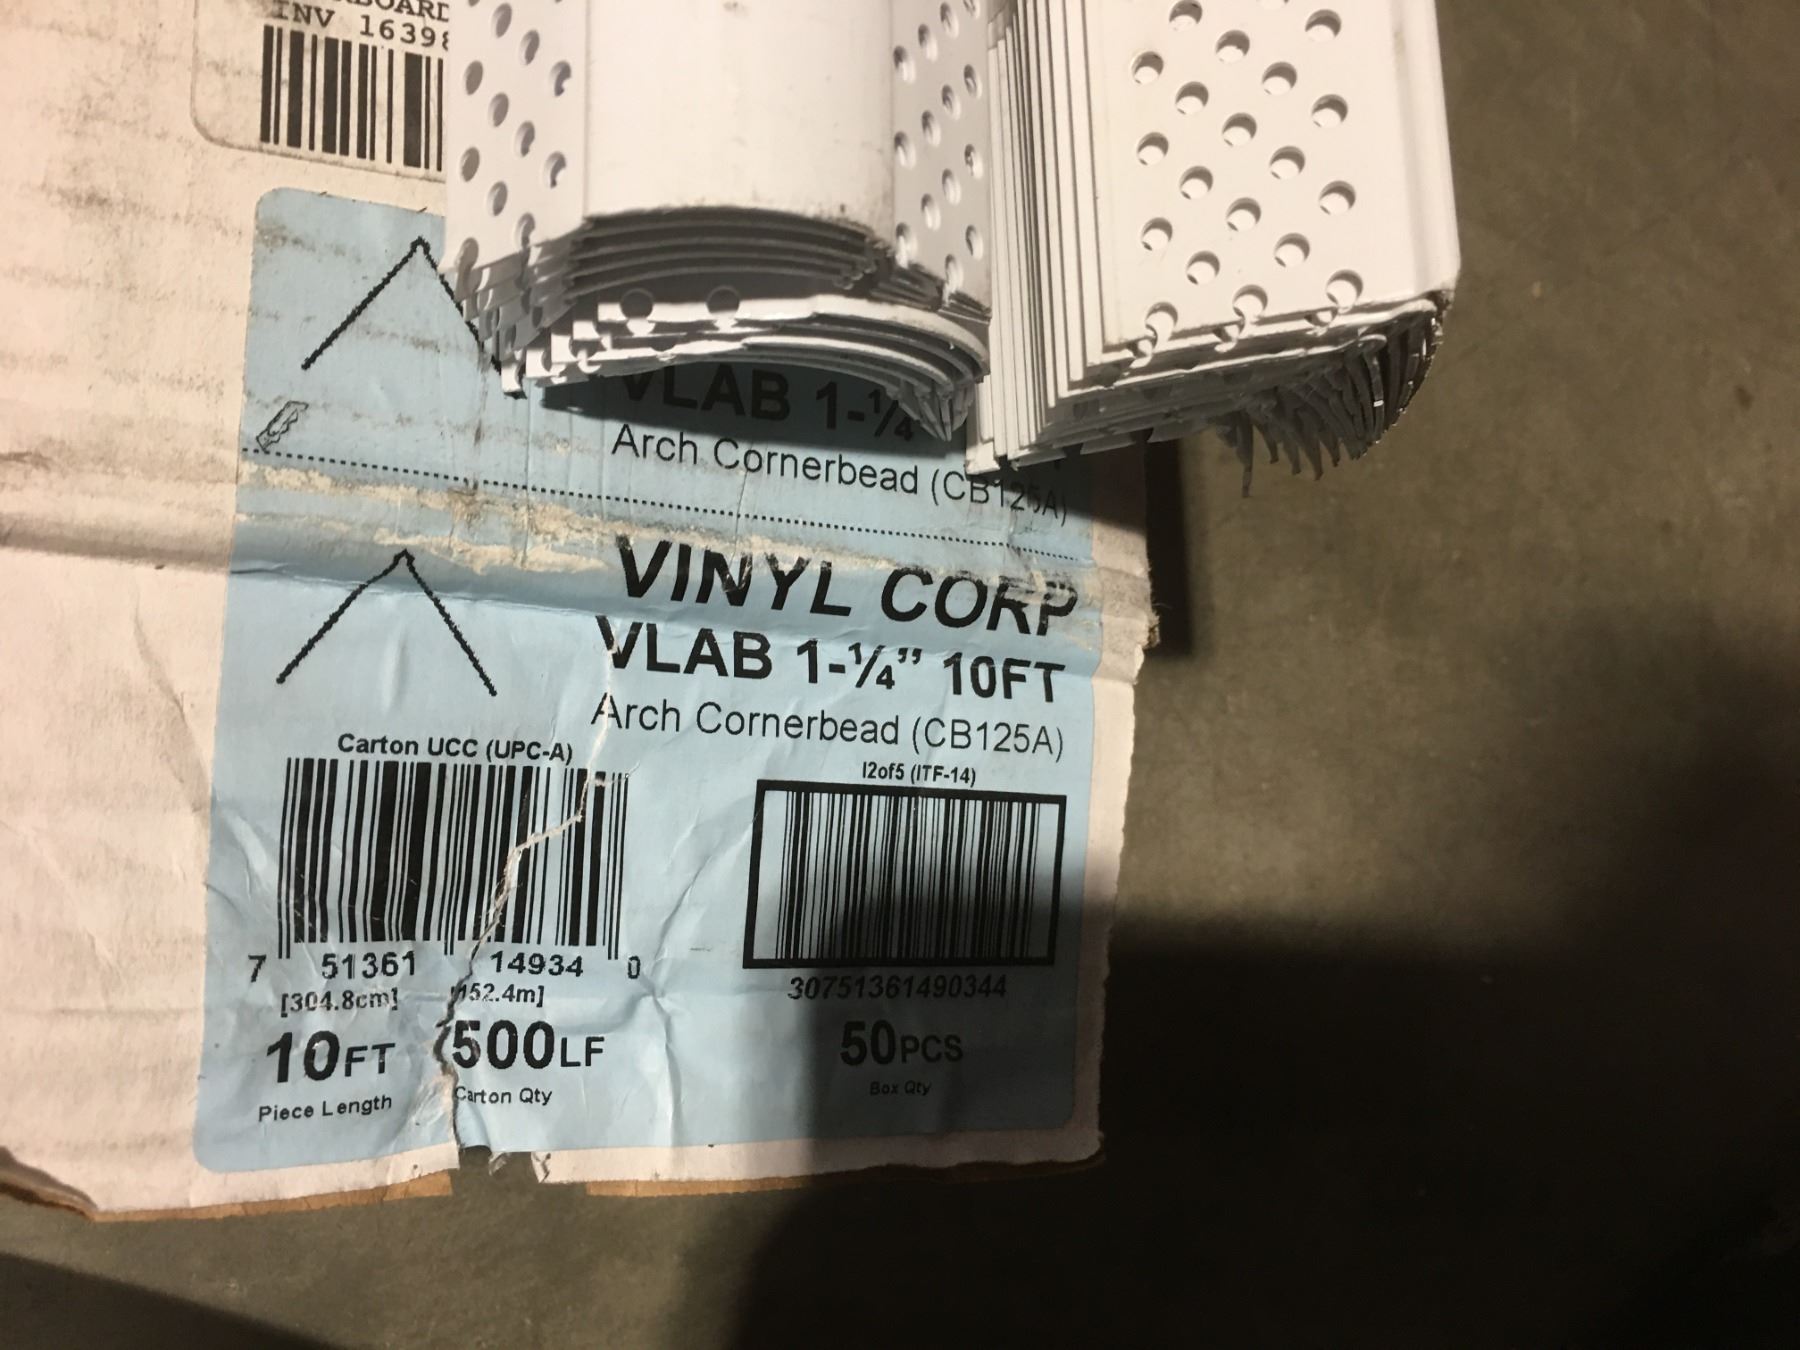 INV 16398
VLAB 1-¼
Arch Cornerbead (CB125A)
VINYL CORP
VLAB 1-¼” 10FT
Arch Cornerbead (CB125A)
Carton UCC (UPC-A)
I2of5 (ITF-14)
7 51361 14934 0
30751361490344
[304.8cm] [152.4m]
10FT 500LF 50PCS
Piece Length Carton Qty Box Qty